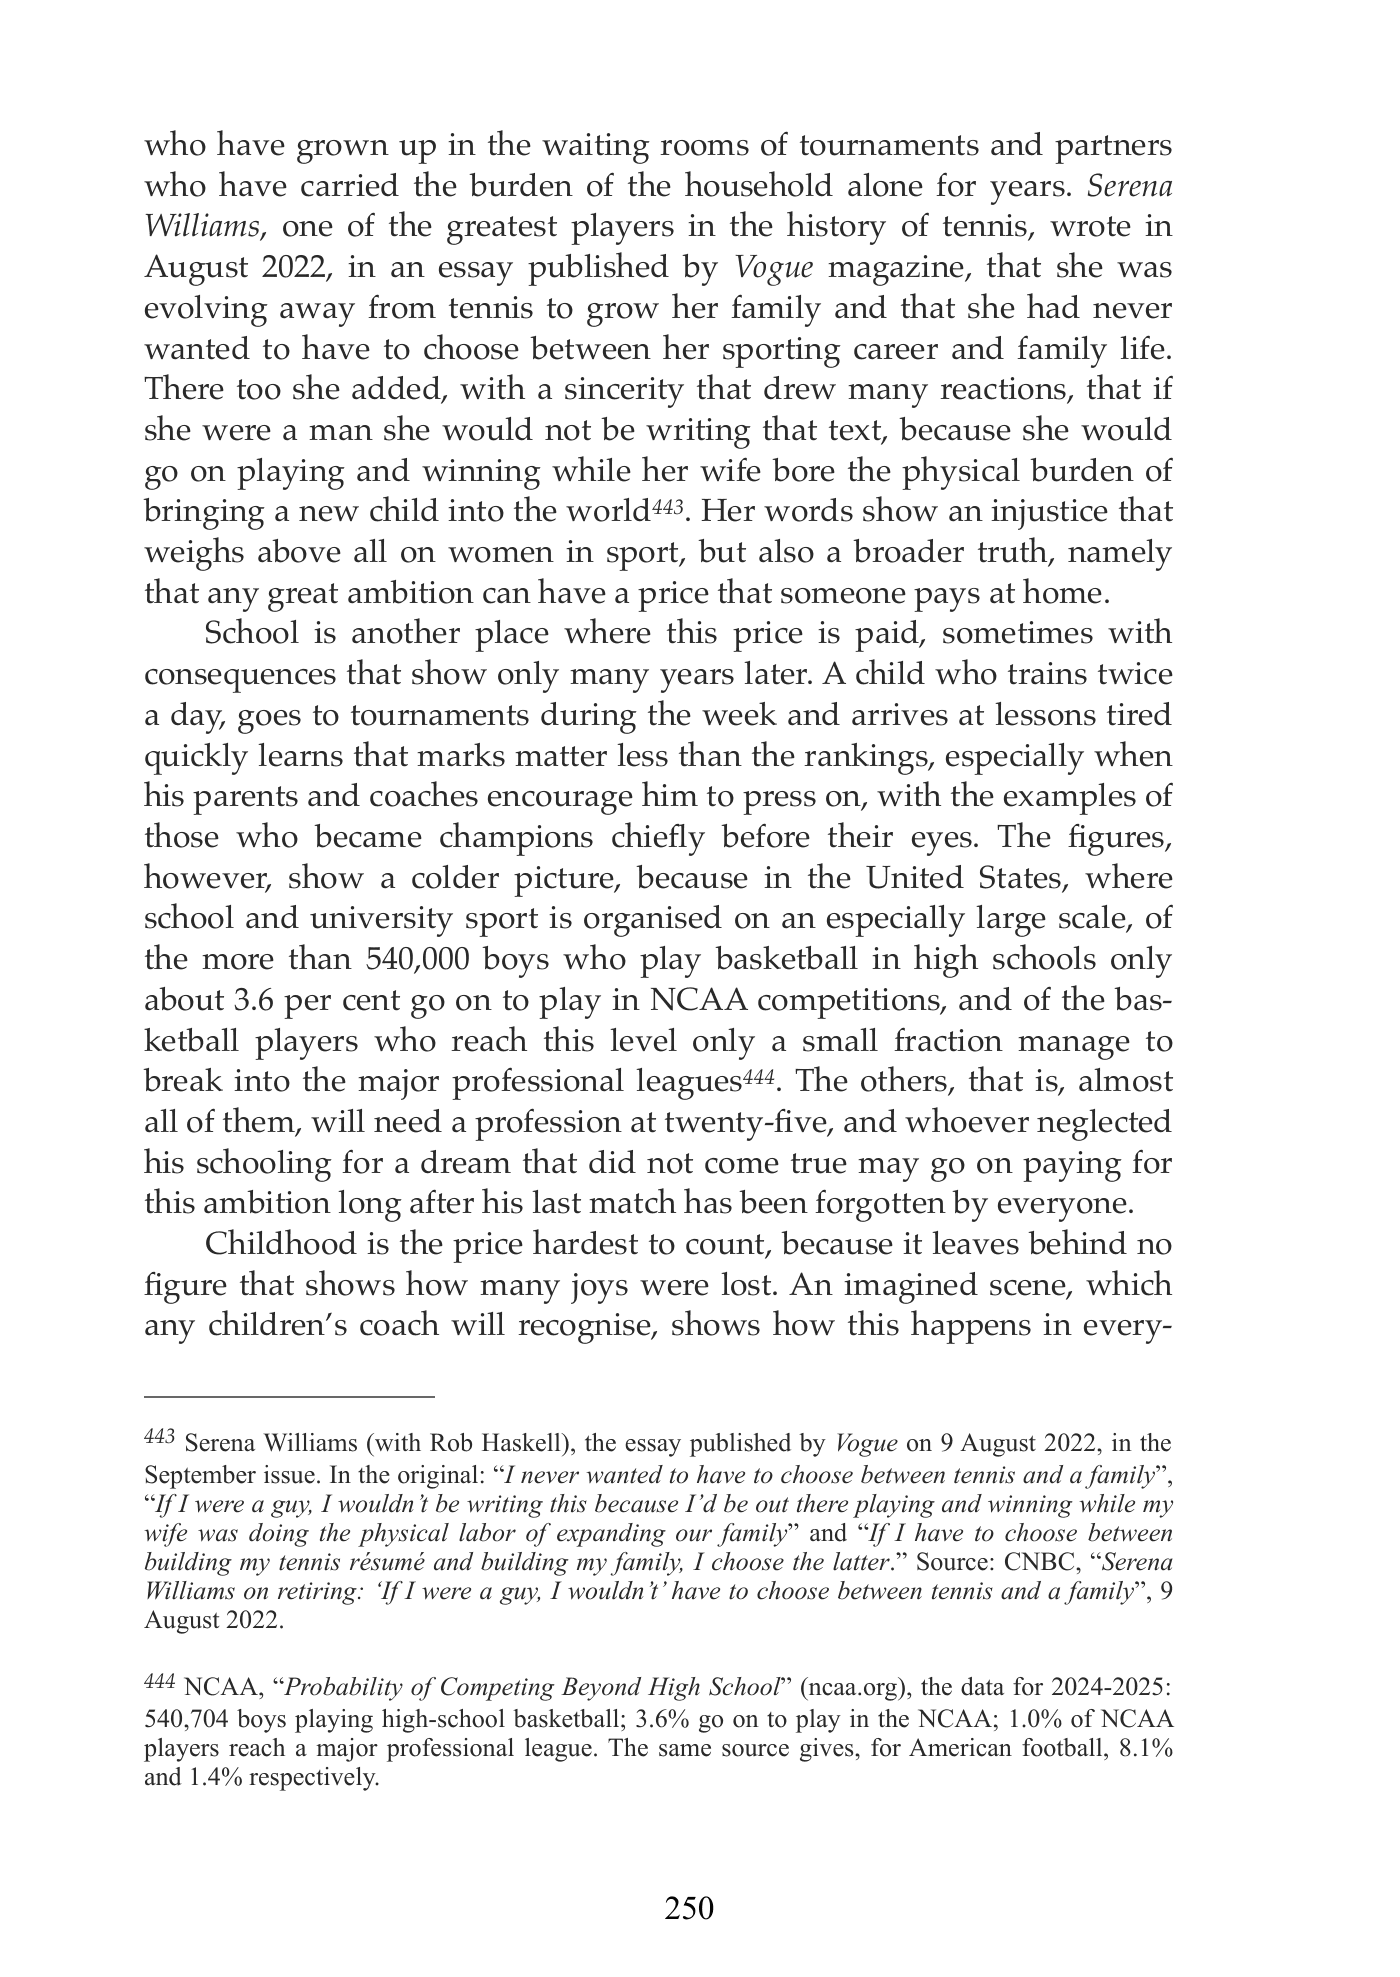 who have grown up in the waiting rooms of tournaments and partners
who have carried the burden of the household alone for years. Serena
Williams, one of the greatest players in the history of tennis, wrote in
August 2022, in an essay published by Vogue magazine, that she was
evolving away from tennis to grow her family and that she had never
wanted to have to choose between her sporting career and family life.
There too she added, with a sincerity that drew many reactions, that if
she were a man she would not be writing that text, because she would
go on playing and winning while her wife bore the physical burden of
bringing a new child into the world443. Her words show an injustice that
weighs above all on women in sport, but also a broader truth, namely
that any great ambition can have a price that someone pays at home.
School is another place where this price is paid, sometimes with
consequences that show only many years later. A child who trains twice
a day, goes to tournaments during the week and arrives at lessons tired
quickly learns that marks matter less than the rankings, especially when
his parents and coaches encourage him to press on, with the examples of
those who became champions chiefly before their eyes. The figures,
however, show a colder picture, because in the United States, where
school and university sport is organised on an especially large scale, of
the more than 540,000 boys who play basketball in high schools only
about 3.6 per cent go on to play in NCAA competitions, and of the bas-
ketball players who reach this level only a small fraction manage to
break into the major professional leagues444. The others, that is, almost
all of them, will need a profession at twenty-five, and whoever neglected
his schooling for a dream that did not come true may go on paying for
this ambition long after his last match has been forgotten by everyone.
Childhood is the price hardest to count, because it leaves behind no
figure that shows how many joys were lost. An imagined scene, which
any children’s coach will recognise, shows how this happens in every-
443 Serena Williams (with Rob Haskell), the essay published by Vogue on 9 August 2022, in the
September issue. In the original: “I never wanted to have to choose between tennis and a family”,
“If I were a guy, I wouldn’t be writing this because I’d be out there playing and winning while my
wife was doing the physical labor of expanding our family” and “If I have to choose between
building my tennis résumé and building my family, I choose the latter.” Source: CNBC, “Serena
Williams on retiring: ‘If I were a guy, I wouldn’t’ have to choose between tennis and a family”, 9
August 2022.
444 NCAA, “Probability of Competing Beyond High School” (ncaa.org), the data for 2024-2025:
540,704 boys playing high-school basketball; 3.6% go on to play in the NCAA; 1.0% of NCAA
players reach a major professional league. The same source gives, for American football, 8.1%
and 1.4% respectively.
250